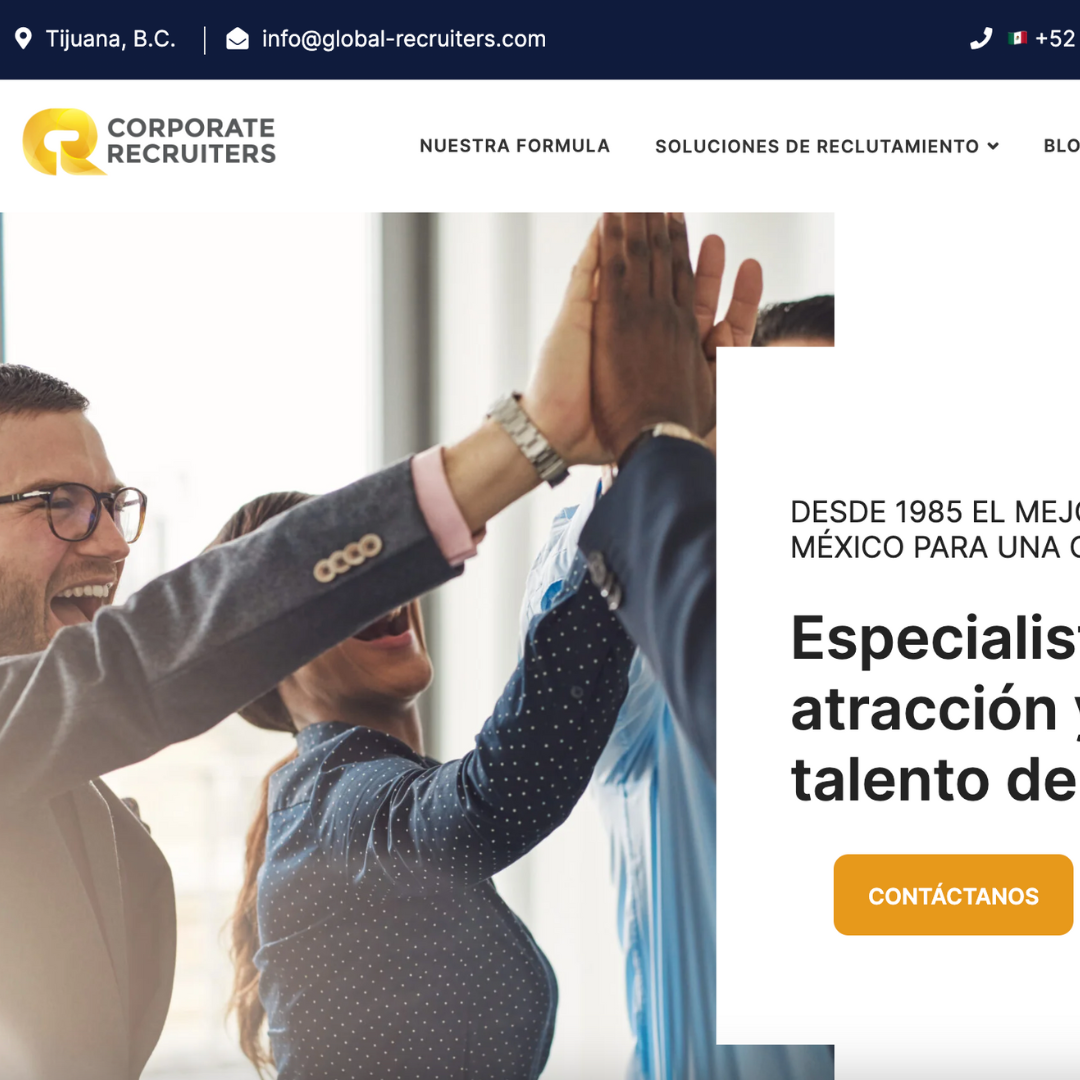 Tijuana, B.C.
info@global-recruiters.com
+52
CORPORATE
RECRUITERS
NUESTRA FORMULA
SOLUCIONES DE RECLUTAMIENTO
BLO
DESDE 1985 EL MEJO
MÉXICO PARA UNA
Especialis
atracción y
talento de
CONTÁCTANOS